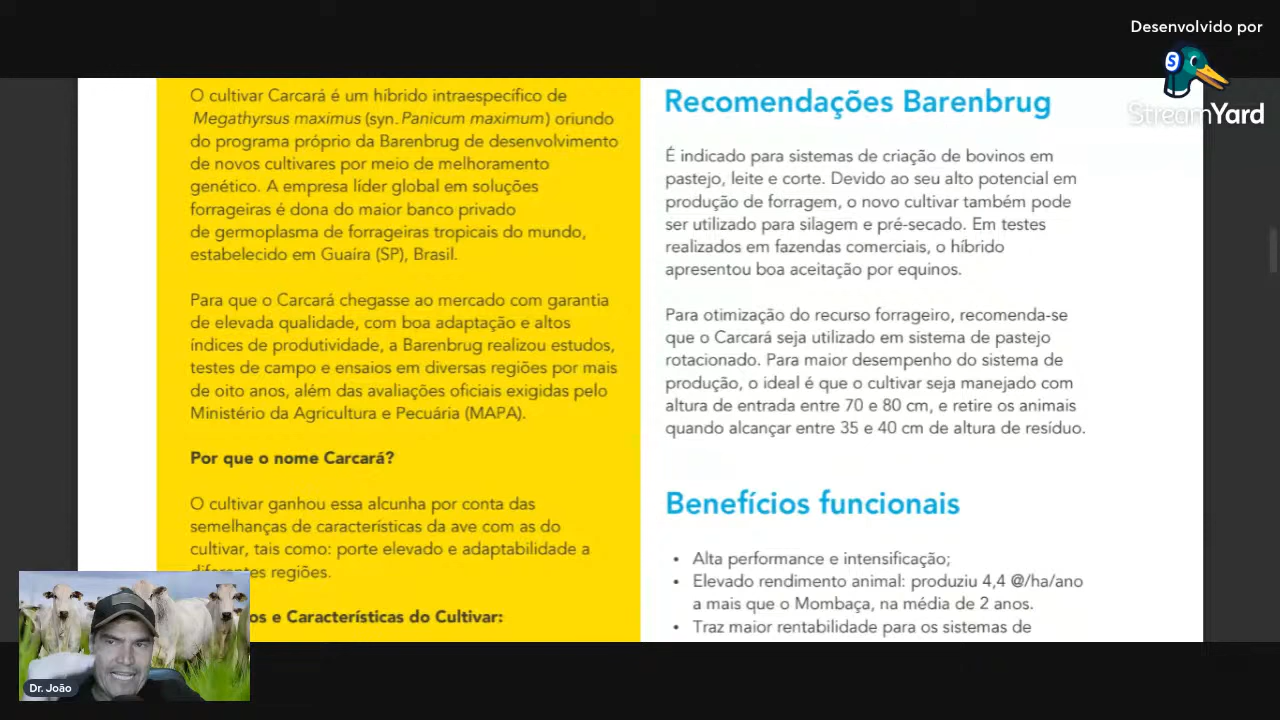 Desenvolvido por
StreamYard
O cultivar Carcará é um híbrido intraespecífico de
Megathyrsus maximus (syn. Panicum maximum) oriundo
do programa próprio da Barenbrug de desenvolvimento
de novos cultivares por meio de melhoramento
genético. A empresa líder global em soluções
forrageiras é dona do maior banco privado
de germoplasma de forrageiras tropicais do mundo,
estabelecido em Guaíra (SP), Brasil.
Para que o Carcará chegasse ao mercado com garantia
de elevada qualidade, com boa adaptação e altos
índices de produtividade, a Barenbrug realizou estudos,
testes de campo e ensaios em diversas regiões por mais
de oito anos, além das avaliações oficiais exigidas pelo
Ministério da Agricultura e Pecuária (MAPA).
Por que o nome Carcará?
O cultivar ganhou essa alcunha por conta das
semelhanças de características da ave com as do
cultivar, tais como: porte elevado e adaptabilidade a
diferentes regiões.
os e Características do Cultivar:
Recomendações Barenbrug
É indicado para sistemas de criação de bovinos em
pastejo, leite e corte. Devido ao seu alto potencial em
produção de forragem, o novo cultivar também pode
ser utilizado para silagem e pré-secado. Em testes
realizados em fazendas comerciais, o híbrido
apresentou boa aceitação por equinos.
Para otimização do recurso forrageiro, recomenda-se
que o Carcará seja utilizado em sistema de pastejo
rotacionado. Para maior desempenho do sistema de
produção, o ideal é que o cultivar seja manejado com
altura de entrada entre 70 e 80 cm, e retire os animais
quando alcançar entre 35 e 40 cm de altura de resíduo.
Benefícios funcionais
• Alta performance e intensificação;
• Elevado rendimento animal: produziu 4,4 @/ha/ano
a mais que o Mombaça, na média de 2 anos.
• Traz maior rentabilidade para os sistemas de
Dr. João